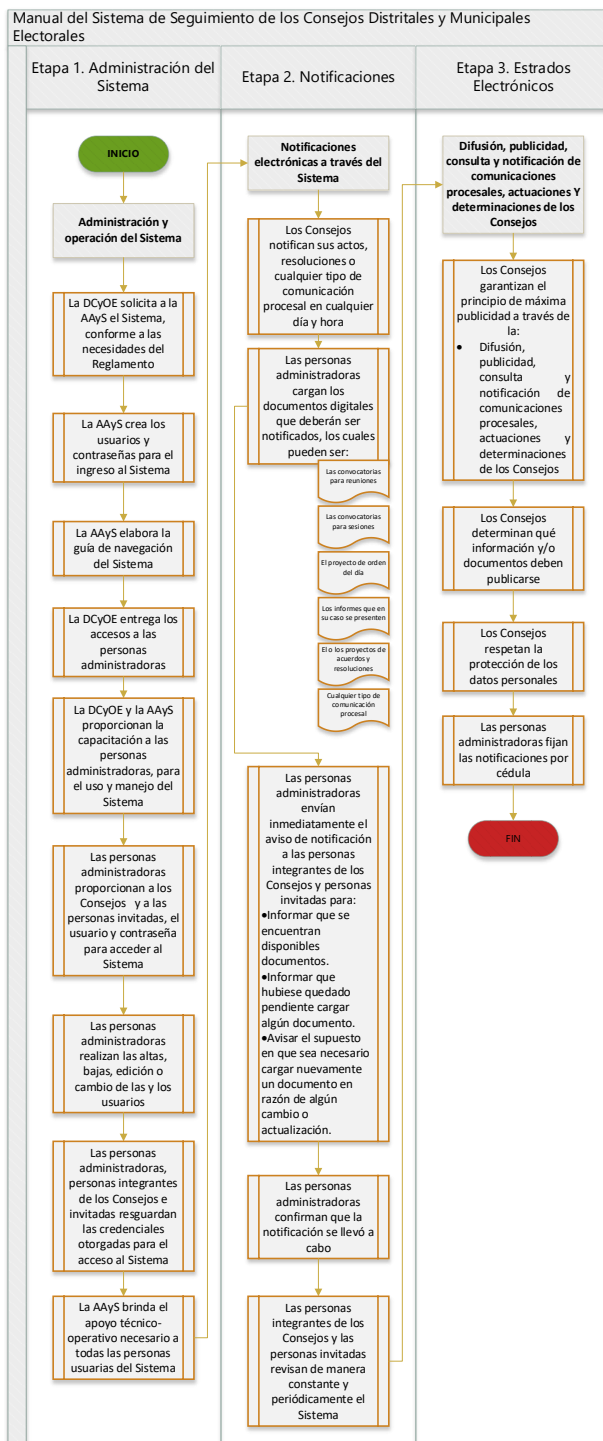 Manual del Sistema de Seguimiento de los Consejos Distritales y Municipales
Electorales
Etapa 1. Administración del
Sistema
INICIO
Administración y
operación del Sistema
La DCyOE solicita a la
AAyS el Sistema,
conforme a las
necesidades del
Reglamento
La AAyS crea los
usuarios y
contraseñas para el
ingreso al Sistema
La AAyS elabora la
guía de navegación
del Sistema
La DCyOE entrega los
accesos a las
personas
administradoras
La DCyOE y la AAyS
proporcionan la
capacitación a las
personas
administradoras, para
el uso y manejo del
Sistema
Las personas
administradoras
proporcionan a los
Consejos y a las
personas invitadas, el
usuario y contraseña
para acceder al
Sistema
Las personas
administradoras
realizan las altas,
bajas, edición o
cambio de las y los
usuarios
Las personas
administradoras,
personas integrantes
de los Consejos e
invitadas resguardan
las credenciales
otorgadas para el
acceso al Sistema
La AAyS brinda el
apoyo técnico-
operativo necesario a
todas las personas
usuarias del Sistema
Etapa 2. Notificaciones
Notificaciones
electrónicas a través del
Sistema
Los Consejos
notifican sus actos,
resoluciones o
cualquier tipo de
comunicación
procesal en cualquier
día y hora
Las personas
administradoras
cargan los
documentos digitales
que deberán ser
notificados, los cuales
pueden ser:
Las convocatorias
para reuniones
Las convocatorias
para sesiones
El proyecto de orden
del día
Los informes que en
su caso se presenten
El o los proyectos de
acuerdos y
resoluciones
Cualquier tipo de
comunicación
procesal
Las personas
administradoras
envían
inmediatamente el
aviso de notificación
a las personas
integrantes de los
Consejos y personas
invitadas para:
•Informar que se
encuentran
disponibles
documentos.
•Informar que
hubiese quedado
pendiente cargar
algún documento.
•Avisar el supuesto
en que sea necesario
cargar nuevamente
un documento en
razón de algún
cambio o
actualización.
Las personas
administradoras
confirman que la
notificación se llevó a
cabo
Las personas
integrantes de los
Consejos y las
personas invitadas
revisan de manera
constante y
periódicamente el
Sistema
Etapa 3. Estrados
Electrónicos
Difusión, publicidad,
consulta y notificación de
comunicaciones
procesales, actuaciones Y
determinaciones de los
Consejos
Los Consejos
garantizan el
principio de máxima
publicidad a través de
la:
• Difusión,
publicidad,
consulta y
notificación de
comunicaciones
procesales,
actuaciones y
determinaciones
de los Consejos
Los Consejos
determinan qué
información y/o
documentos deben
publicarse
Los Consejos
respetan la
protección de los
datos personales
Las personas
administradoras fijan
las notificaciones por
cédula
FIN